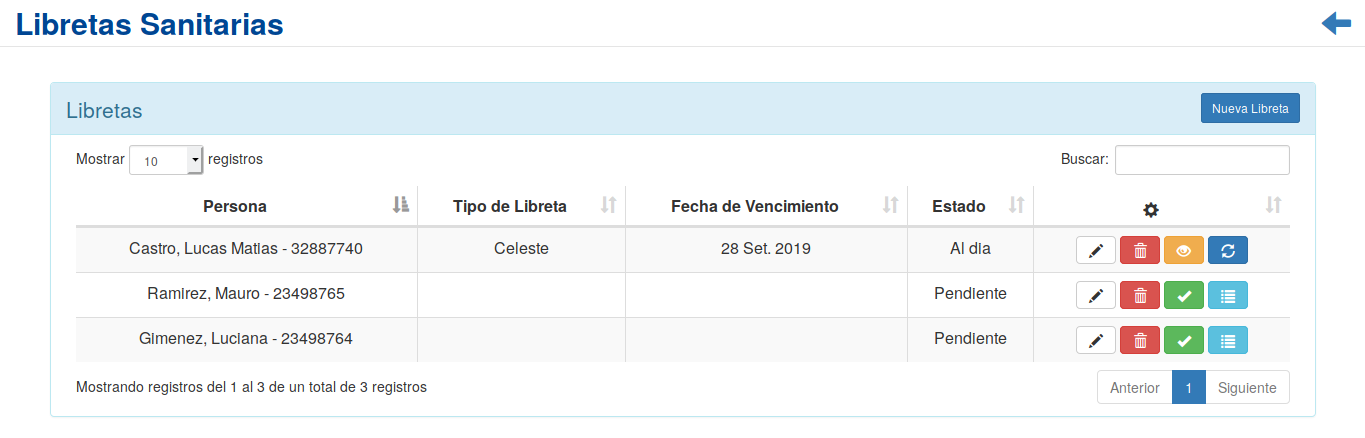 Libretas Sanitarias
Libretas
Nueva Libreta
Mostrar 10 registros
Buscar:
Persona Tipo de Libreta Fecha de Vencimiento Estado
Castro, Lucas Matias - 32887740 Celeste 28 Set. 2019 Al dia
Ramirez, Mauro - 23498765 Pendiente
Gimenez, Luciana - 23498764 Pendiente
Mostrando registros del 1 al 3 de un total de 3 registros
Anterior 1 Siguiente